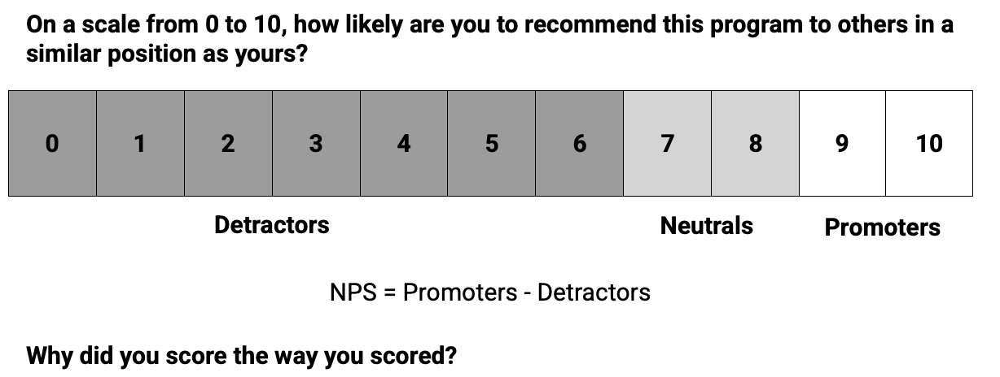 On a scale from 0 to 10, how likely are you to recommend this program to others in a
similar position as yours?
0 1 2 3 4 5 6 7 8 9 10
Detractors Neutrals Promoters
NPS = Promoters - Detractors
Why did you score the way you scored?